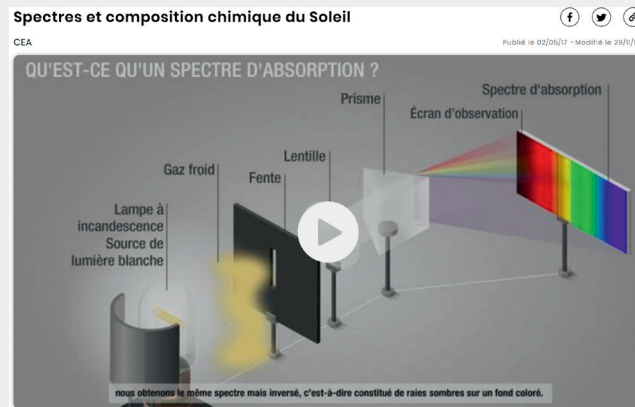 Spectres et composition chimique du Soleil
CEA
Publié le 02/05/17 - Modifié le 29/11/
QU'EST-CE QU'UN SPECTRE D'ABSORPTION ?
Spectre d'absorption
Prisme
Écran d'observation
Lentille
Gaz froid
Fente
Lampe à
incandescence
Source de
lumière blanche
nous obtenons le même spectre mais inversé, c'est-à-dire constitué de raies sombres sur un fond coloré.